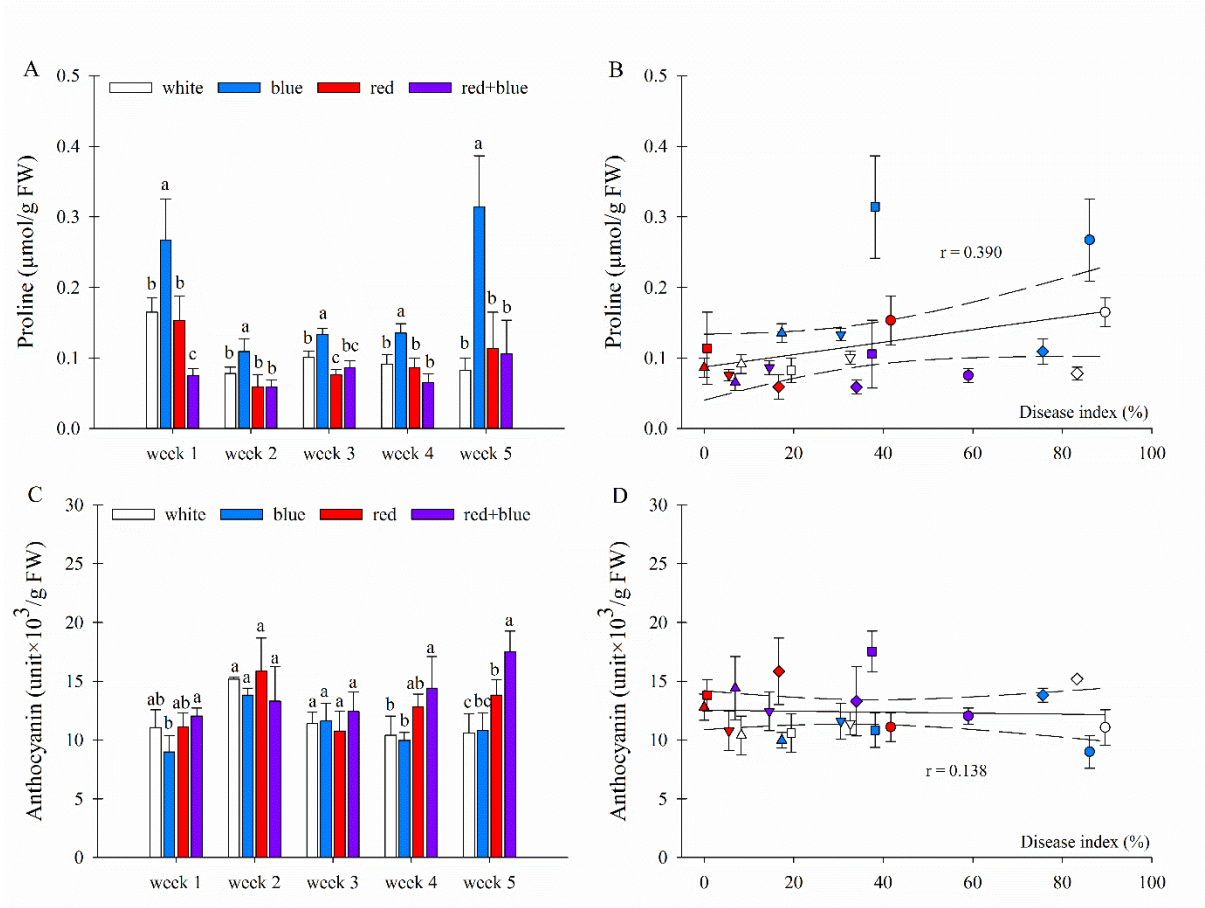 A
0.5
0.4
0.3
0.2
0.1
0.0
Proline (µmol/g FW)
white blue red red+blue
b a b c
b a b b
b a c bc
b a b b
b a b b
week 1 week 2 week 3 week 4 week 5
B
0.5
0.4
0.3
0.2
0.1
0.0
Proline (µmol/g FW)
r = 0.390
Disease index (%)
0 20 40 60 80 100
C
30
25
20
15
10
5
0
Anthocyanin (unit×10³/g FW)
white blue red red+blue
ab b ab a
a a a a
a a a a
b b ab a
c bc b a
week 1 week 2 week 3 week 4 week 5
D
30
25
20
15
10
5
0
Anthocyanin (unit×10³/g FW)
r = 0.138
Disease index (%)
0 20 40 60 80 100